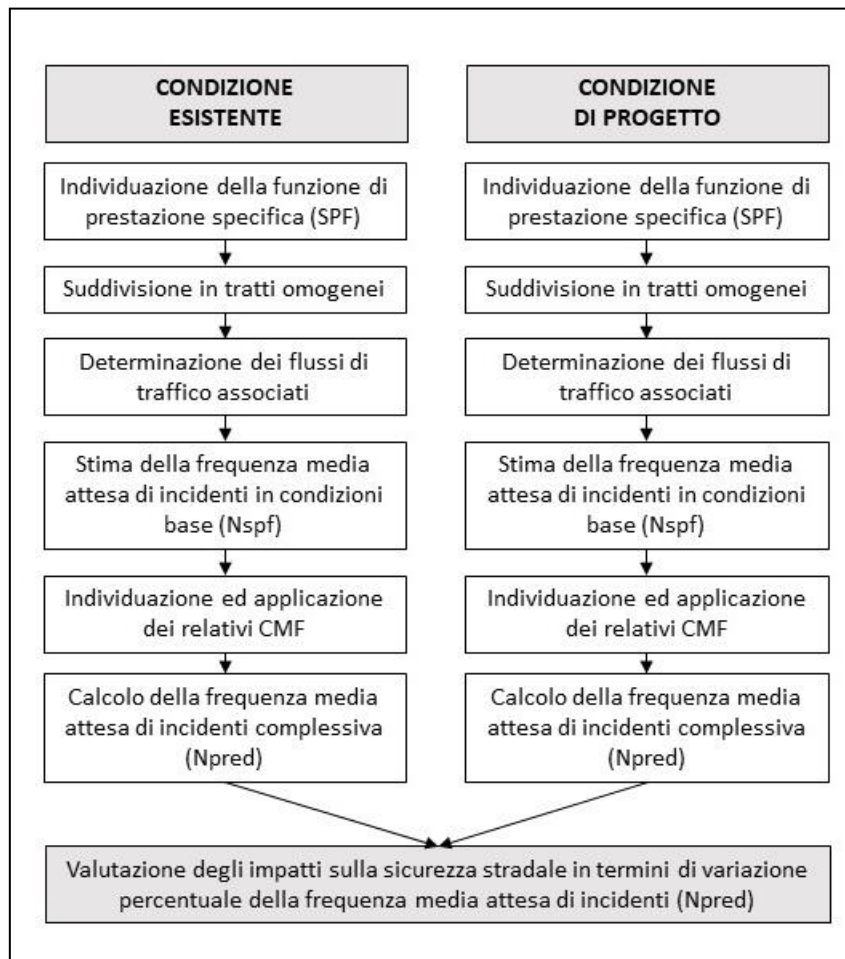 CONDIZIONE
ESISTENTE
Individuazione della funzione di
prestazione specifica (SPF)
Suddivisione in tratti omogenei
Determinazione dei flussi di
traffico associati
Stima della frequenza media
attesa di incidenti in condizioni
base (Nspf)
Individuazione ed applicazione
dei relativi CMF
Calcolo della frequenza media
attesa di incidenti complessiva
(Npred)
CONDIZIONE
DI PROGETTO
Individuazione della funzione di
prestazione specifica (SPF)
Suddivisione in tratti omogenei
Determinazione dei flussi di
traffico associati
Stima della frequenza media
attesa di incidenti in condizioni
base (Nspf)
Individuazione ed applicazione
dei relativi CMF
Calcolo della frequenza media
attesa di incidenti complessiva
(Npred)
Valutazione degli impatti sulla sicurezza stradale in termini di variazione
percentuale della frequenza media attesa di incidenti (Npred)